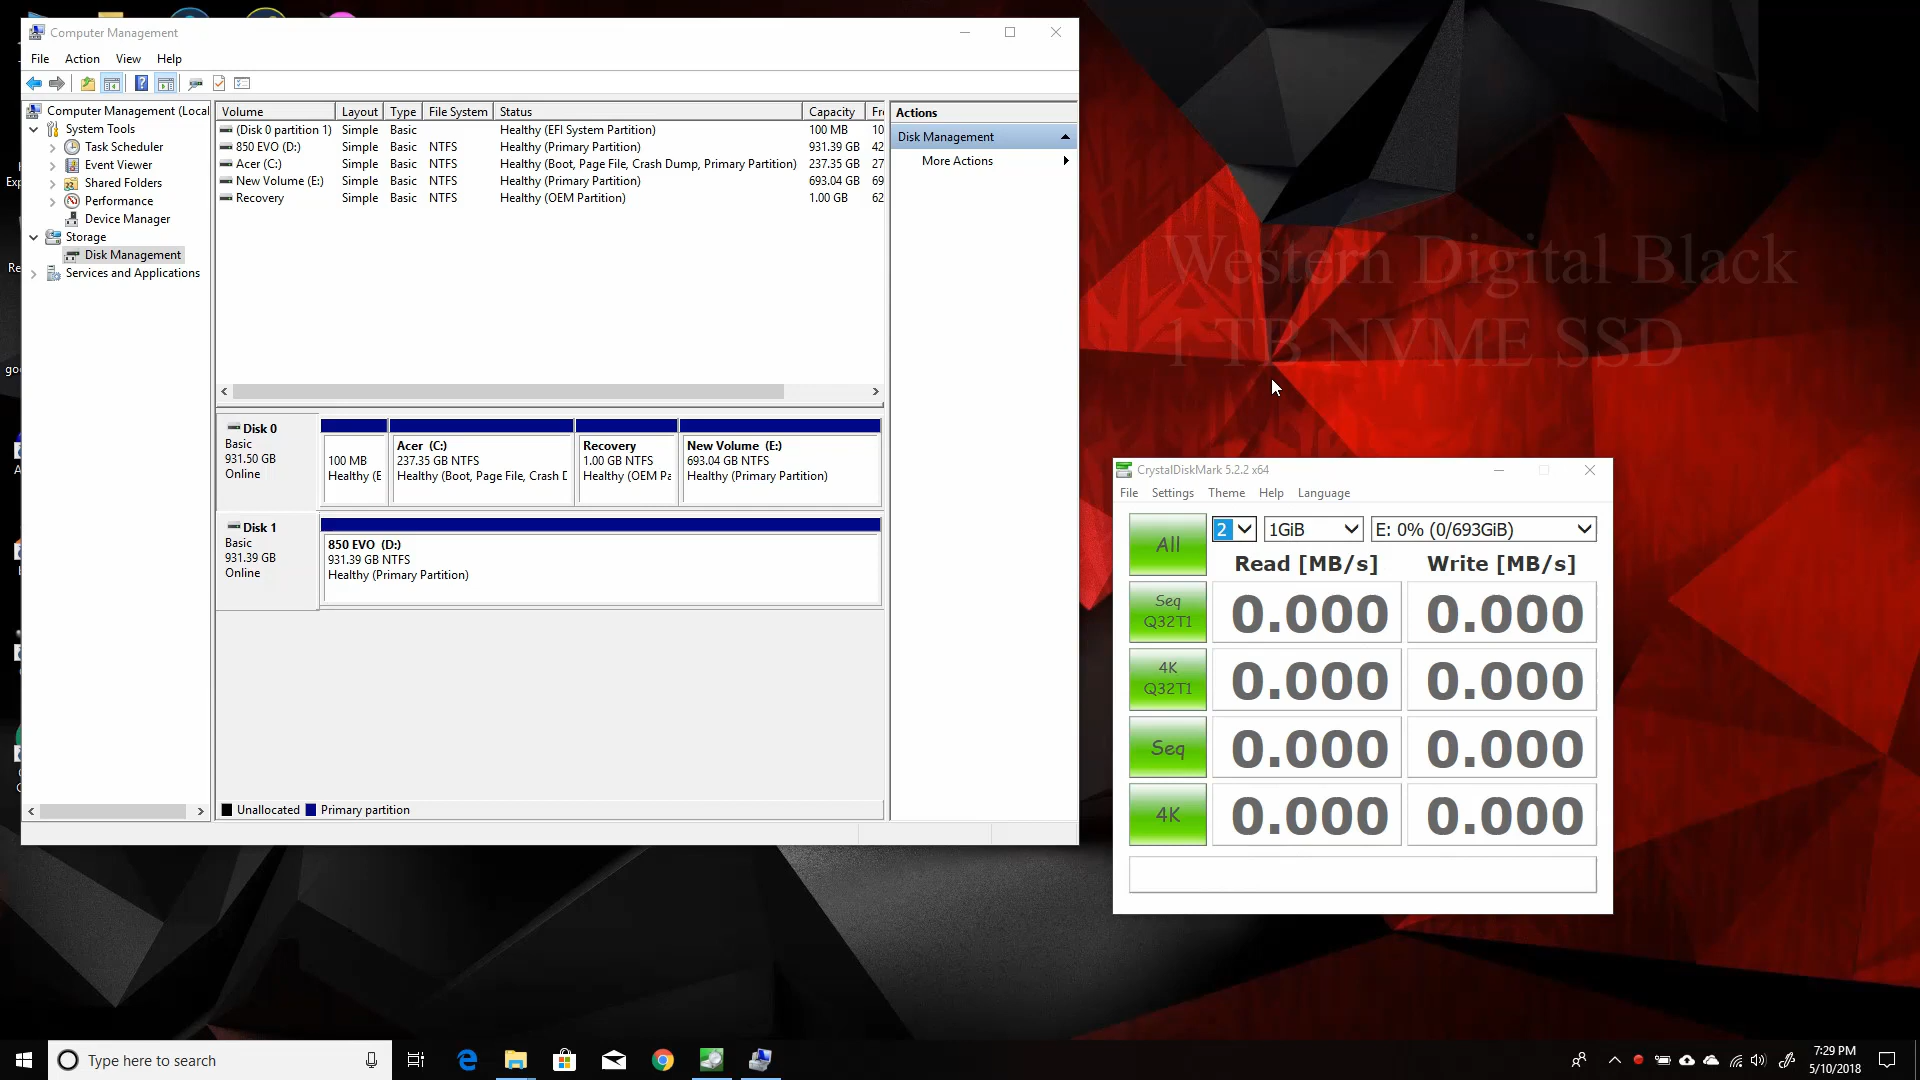 Computer Management
File Action View Help
Computer Management (Local
System Tools
Task Scheduler
Event Viewer
Shared Folders
Performance
Device Manager
Storage
Disk Management
Services and Applications
Volume Layout Type File System Status Capacity Fr
(Disk 0 partition 1) Simple Basic Healthy (EFI System Partition) 100 MB 10
850 EVO (D:) Simple Basic NTFS Healthy (Primary Partition) 931.39 GB 42
Acer (C:) Simple Basic NTFS Healthy (Boot, Page File, Crash Dump, Primary Partition) 237.35 GB 27
New Volume (E:) Simple Basic NTFS Healthy (Primary Partition) 693.04 GB 69
Recovery Simple Basic NTFS Healthy (OEM Partition) 1.00 GB 62
Actions
Disk Management
More Actions
Disk 0
Basic
931.50 GB
Online
100 MB
Healthy (E
Acer (C:)
237.35 GB NTFS
Healthy (Boot, Page File, Crash D
Recovery
1.00 GB NTFS
Healthy (OEM Pa
New Volume (E:)
693.04 GB NTFS
Healthy (Primary Partition)
Disk 1
Basic
931.39 GB
Online
850 EVO (D:)
931.39 GB NTFS
Healthy (Primary Partition)
Unallocated Primary partition
Western Digital Black
1 TB NVME SSD
CrystalDiskMark 5.2.2 x64
File Settings Theme Help Language
All 2 1GiB E: 0% (0/693GiB)
Read [MB/s] Write [MB/s]
Seq
Q32T1
0.000 0.000
4K
Q32T1
0.000 0.000
Seq 0.000 0.000
4K 0.000 0.000
Exp
Re
goo
Type here to search
7:29 PM
5/10/2018